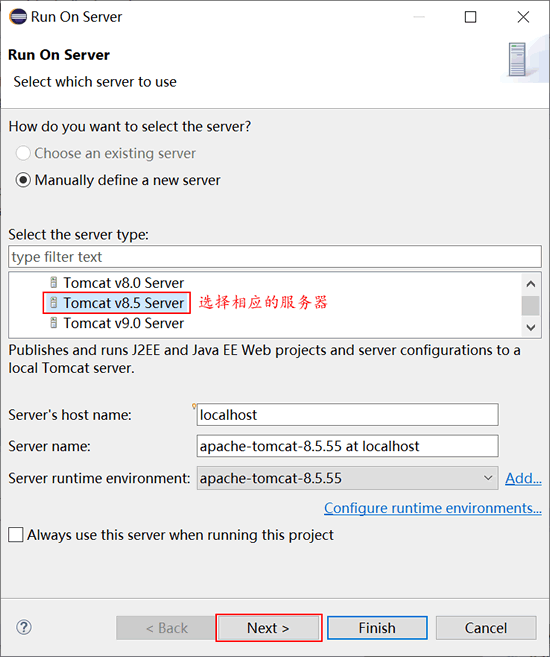 Run On Server
Run On Server
Select which server to use
How do you want to select the server?
Choose an existing server
Manually define a new server
Select the server type:
type filter text
Tomcat v8.0 Server
Tomcat v8.5 Server 选择相应的服务器
Tomcat v9.0 Server
Publishes and runs J2EE and Java EE Web projects and server configurations to a
local Tomcat server.
Server's host name: localhost
Server name: apache-tomcat-8.5.55 at localhost
Server runtime environment: apache-tomcat-8.5.55 Add...
Configure runtime environments...
Always use this server when running this project
? < Back Next > Finish Cancel